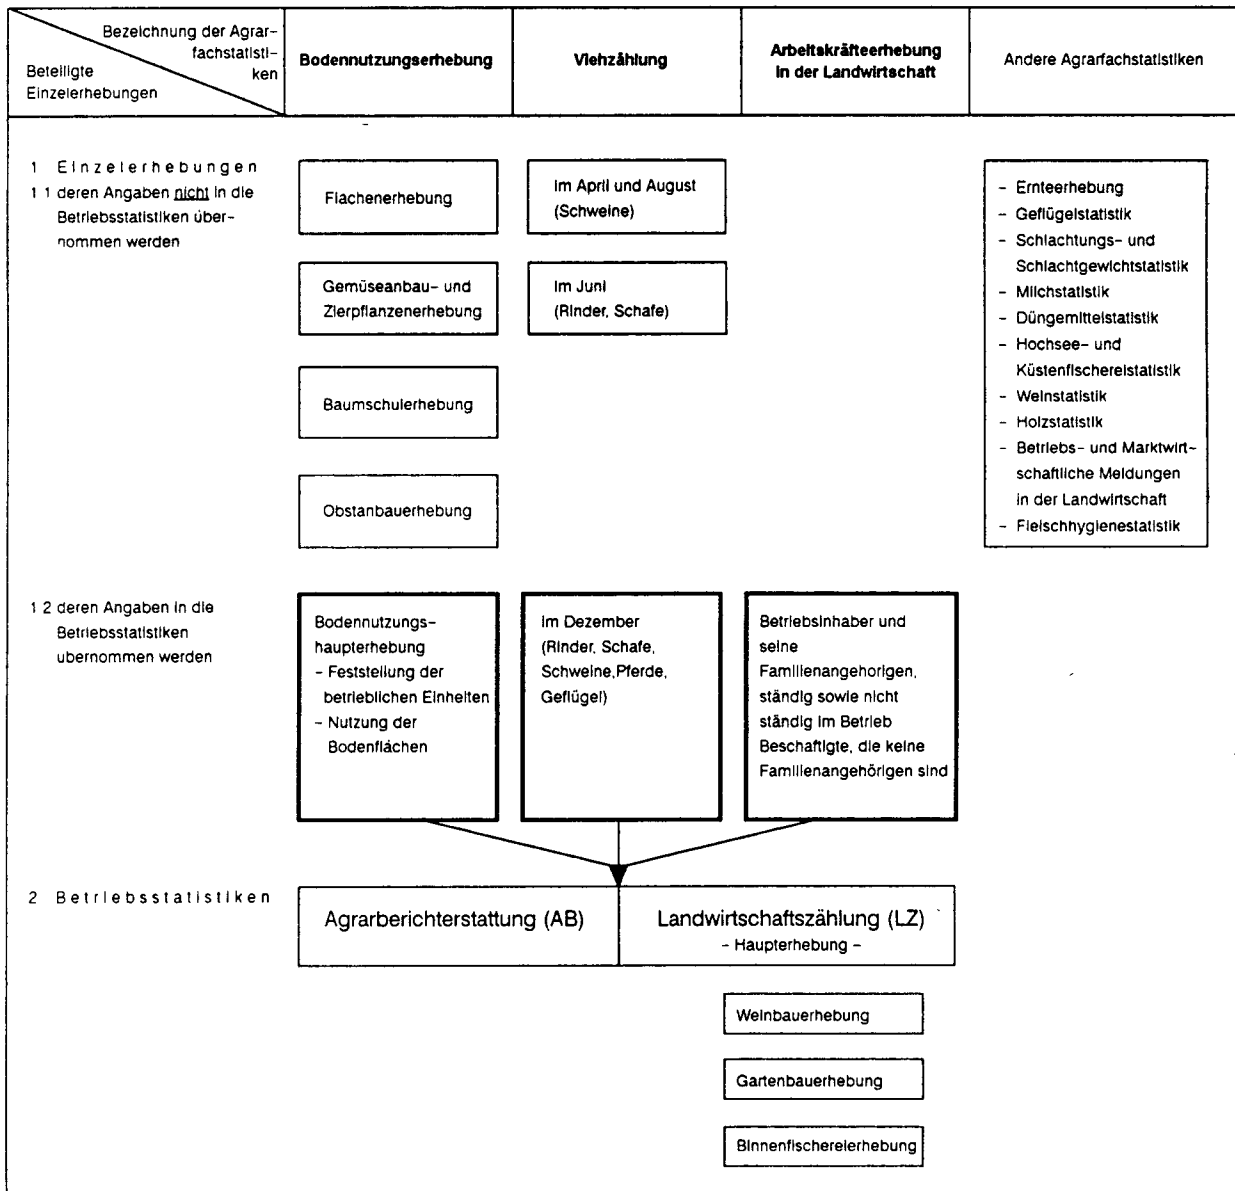 Bezeichnung der Agrar-
fachstatisti-
ken
Beteiligte
Einzelerhebungen
Bodennutzungserhebung
Viehzählung
Arbeitskräfteerhebung
in der Landwirtschaft
Andere Agrarfachstatistiken
1 Einzelerhebungen
1 1 deren Angaben nicht in die
Betriebsstatistiken über-
nommen werden
Flachenerhebung
Gemüseanbau- und
Zierpflanzenerhebung
Baumschulerhebung
Obstanbauerhebung
im April und August
(Schweine)
im Juni
(Rinder, Schafe)
- Ernteerhebung
- Geflügelstatistik
- Schlachtungs- und
Schlachtgewichtstatistik
- Milchstatistik
- Düngemittelstatistik
- Hochsee- und
Küstenfischereistatistik
- Weinstatistik
- Holzstatistik
- Betriebs- und Marktwirt-
schaftliche Meldungen
in der Landwirtschaft
- Fleischhygienestatistik
1 2 deren Angaben in die
Betriebsstatistiken
ubernommen werden
Bodennutzungs-
haupterhebung
- Feststellung der
betrieblichen Einheiten
- Nutzung der
Bodenflächen
im Dezember
(Rinder, Schafe,
Schweine,Pferde,
Geflügel)
Betriebsinhaber und
seine
Familienangehorigen,
ständig sowie nicht
ständig im Betrieb
Beschaftigte, die keine
Familienangehörigen sind
2 Betriebsstatistiken
Agrarberichterstattung (AB)
Landwirtschaftszählung (LZ)
- Haupterhebung -
Weinbauerhebung
Gartenbauerhebung
Binnenfischereierhebung